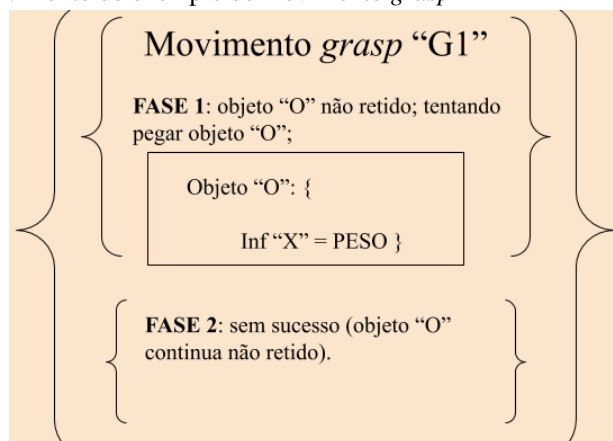 Movimento grasp “G1”
FASE 1: objeto “O” não retido; tentando
pegar objeto “O”;
Objeto “O”: {
Inf “X” = PESO }
FASE 2: sem sucesso (objeto “O”
continua não retido).